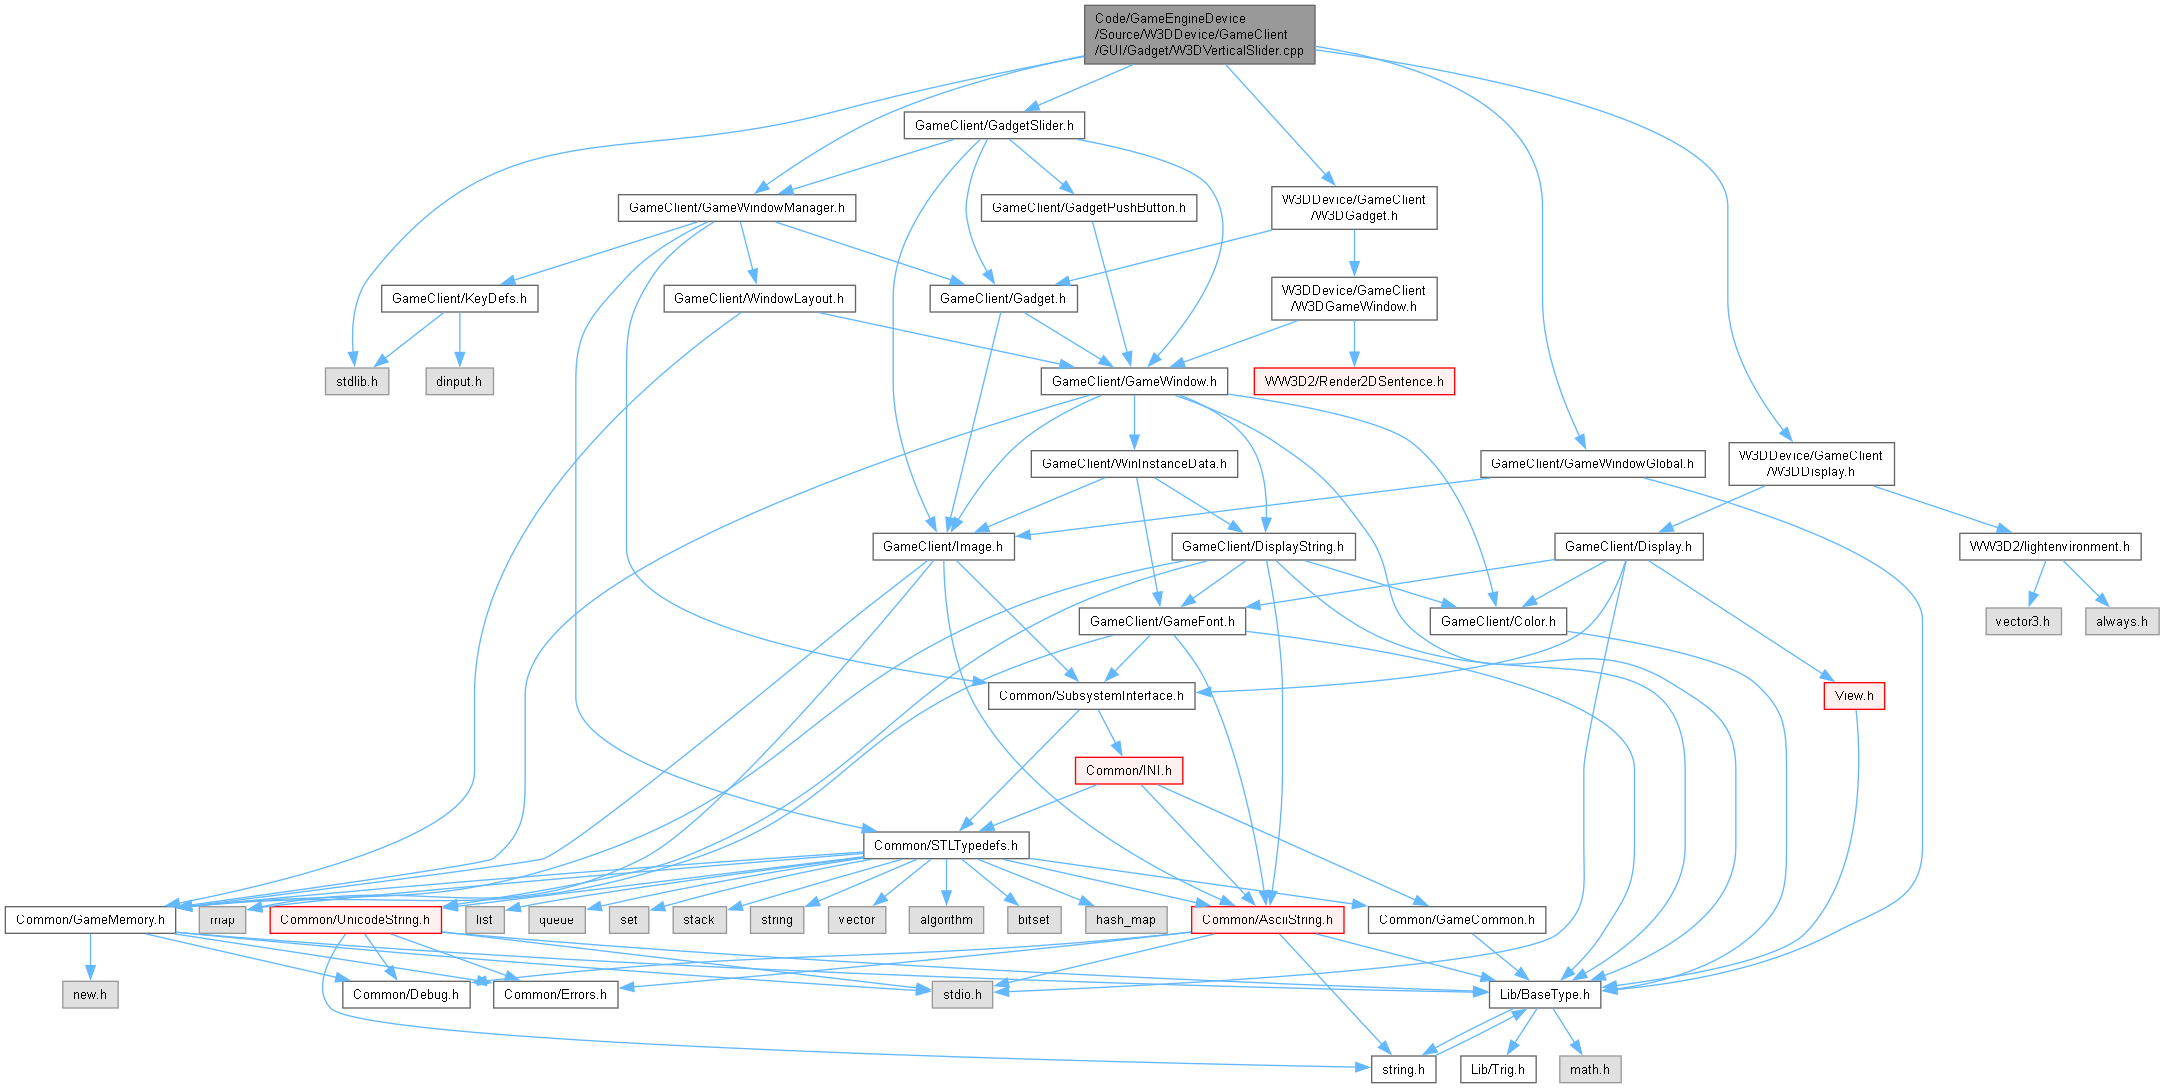 Code/GameEngineDevice
/Source/W3DDevice/GameClient
/GUI/Gadget/W3DVerticalSlider.cpp
GameClient/GadgetSlider.h
GameClient/GameWindowManager.h
GameClient/GadgetPushButton.h
W3DDevice/GameClient
/W3DGadget.h
GameClient/KeyDefs.h
GameClient/WindowLayout.h
GameClient/Gadget.h
W3DDevice/GameClient
/W3DGameWindow.h
stdlib.h
dinput.h
GameClient/GameWindow.h
WW3D2/Render2DSentence.h
GameClient/WinInstanceData.h
GameClient/GameWindowGlobal.h
W3DDevice/GameClient
/W3DDisplay.h
GameClient/Image.h
GameClient/DisplayString.h
GameClient/Display.h
WW3D2/lightenvironment.h
GameClient/GameFont.h
GameClient/Color.h
vector3.h
always.h
Common/SubsystemInterface.h
View.h
Common/INI.h
Common/STLTypedefs.h
Common/GameMemory.h
map
Common/UnicodeString.h
list
queue
set
stack
string
vector
algorithm
bitset
hash_map
Common/AsciiString.h
Common/GameCommon.h
new.h
Common/Debug.h
Common/Errors.h
stdio.h
Lib/BaseType.h
string.h
Lib/Trig.h
math.h